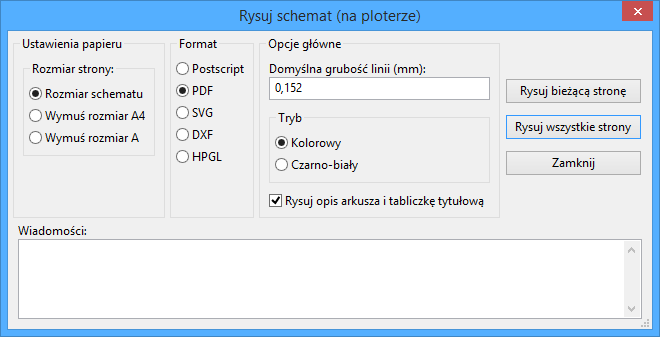 Rysuj schemat (na ploterze)
Ustawienia papieru
Rozmiar strony:
Rozmiar schematu
Wymuś rozmiar A4
Wymuś rozmiar A
Format
Postscript
PDF
SVG
DXF
HPGL
Opcje główne
Domyślna grubość linii (mm):
0,152
Tryb
Kolorowy
Czarno-biały
Rysuj opis arkusza i tabliczkę tytułową
Rysuj bieżącą stronę
Rysuj wszystkie strony
Zamknij
Wiadomości: